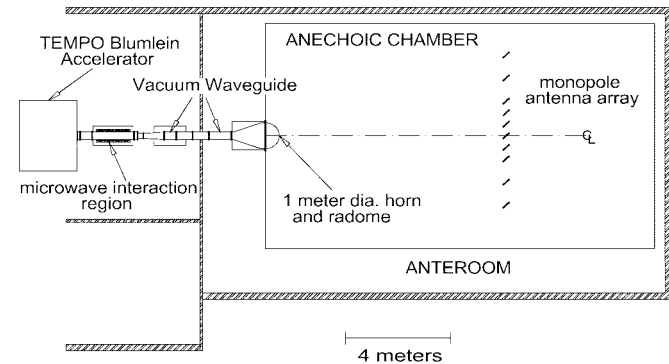 TEMPO Blumlein
Accelerator
Vacuum Waveguide
microwave interaction
region
ANECHOIC CHAMBER
monopole
antenna array
℄
1 meter dia. horn
and radome
ANTEROOM
4 meters